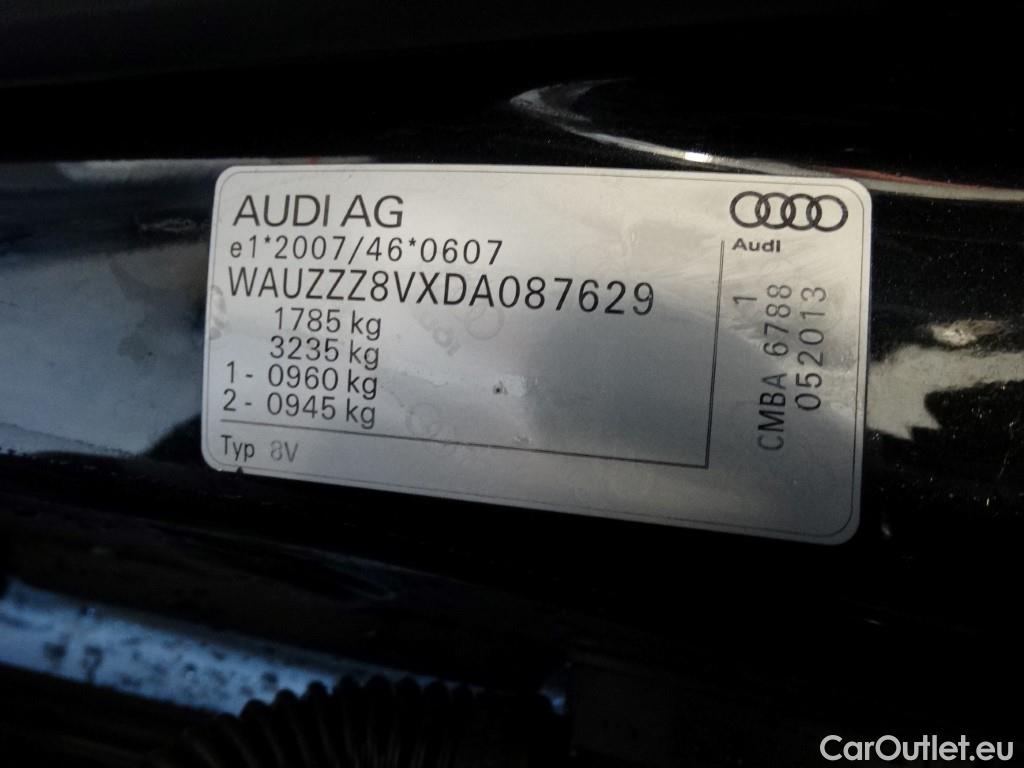 AUDI AG
e1*2007/46*0607
WAUZZZ8VXDA087629
1785 kg
3235 kg
1 - 0960 kg
2 - 0945 kg
Typ 8V
Audi
CMBA 6788 K1
052013
CarOutlet.eu